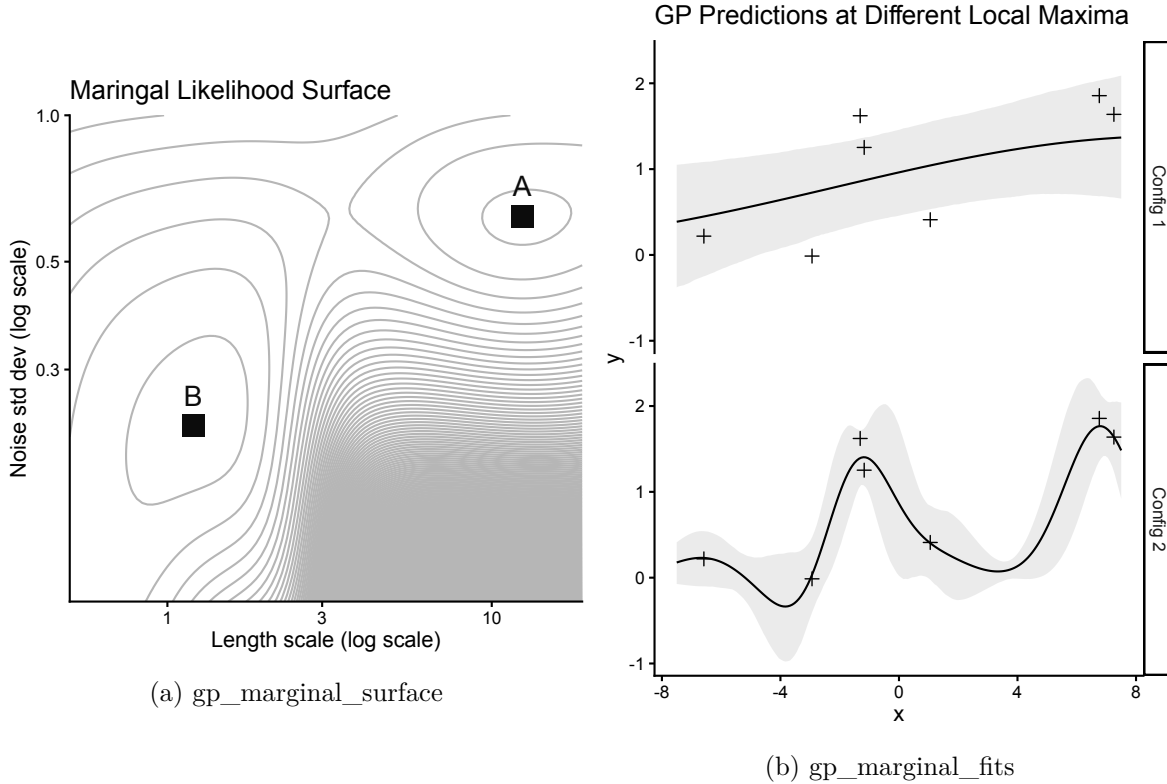 Maringal Likelihood Surface
1.0
0.5
0.3
Noise std dev (log scale)
A
B
1
3
10
Length scale (log scale)
(a) gp_marginal_surface
GP Predictions at Different Local Maxima
2
1
0
-1
Config 1
y
2
1
0
-1
Config 2
-8
-4
0
4
8
x
(b) gp_marginal_fits